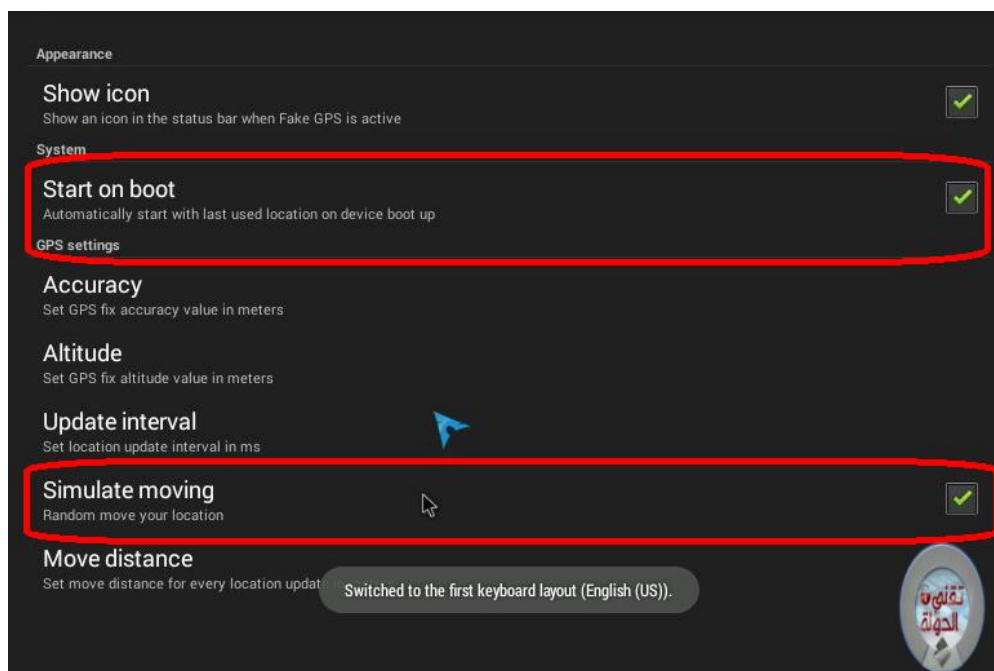 Appearance
Show icon
Show an icon in the status bar when Fake GPS is active
System
Start on boot
Automatically start with last used location on device boot up
GPS settings
Accuracy
Set GPS fix accuracy value in meters
Altitude
Set GPS fix altitude value in meters
Update interval
Set location update interval in ms
Simulate moving
Random move your location
Move distance
Set move distance for every location update
Switched to the first keyboard layout (English (US)).
تقني
الدولة